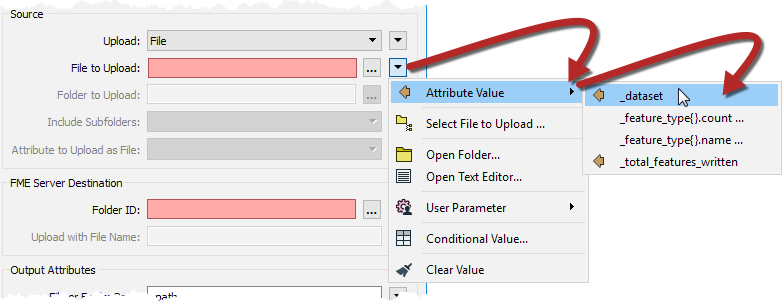 Source
Upload: File
File to Upload: ...
Folder to Upload:
Include Subfolders:
Attribute to Upload as File:
FME Server Destination
Folder ID: ...
Upload with File Name:
Output Attributes
path
Attribute Value
Select File to Upload ...
Open Folder...
Open Text Editor...
User Parameter
Conditional Value...
Clear Value
_dataset
_feature_type{}.count ...
_feature_type{}.name ...
_total_features_written